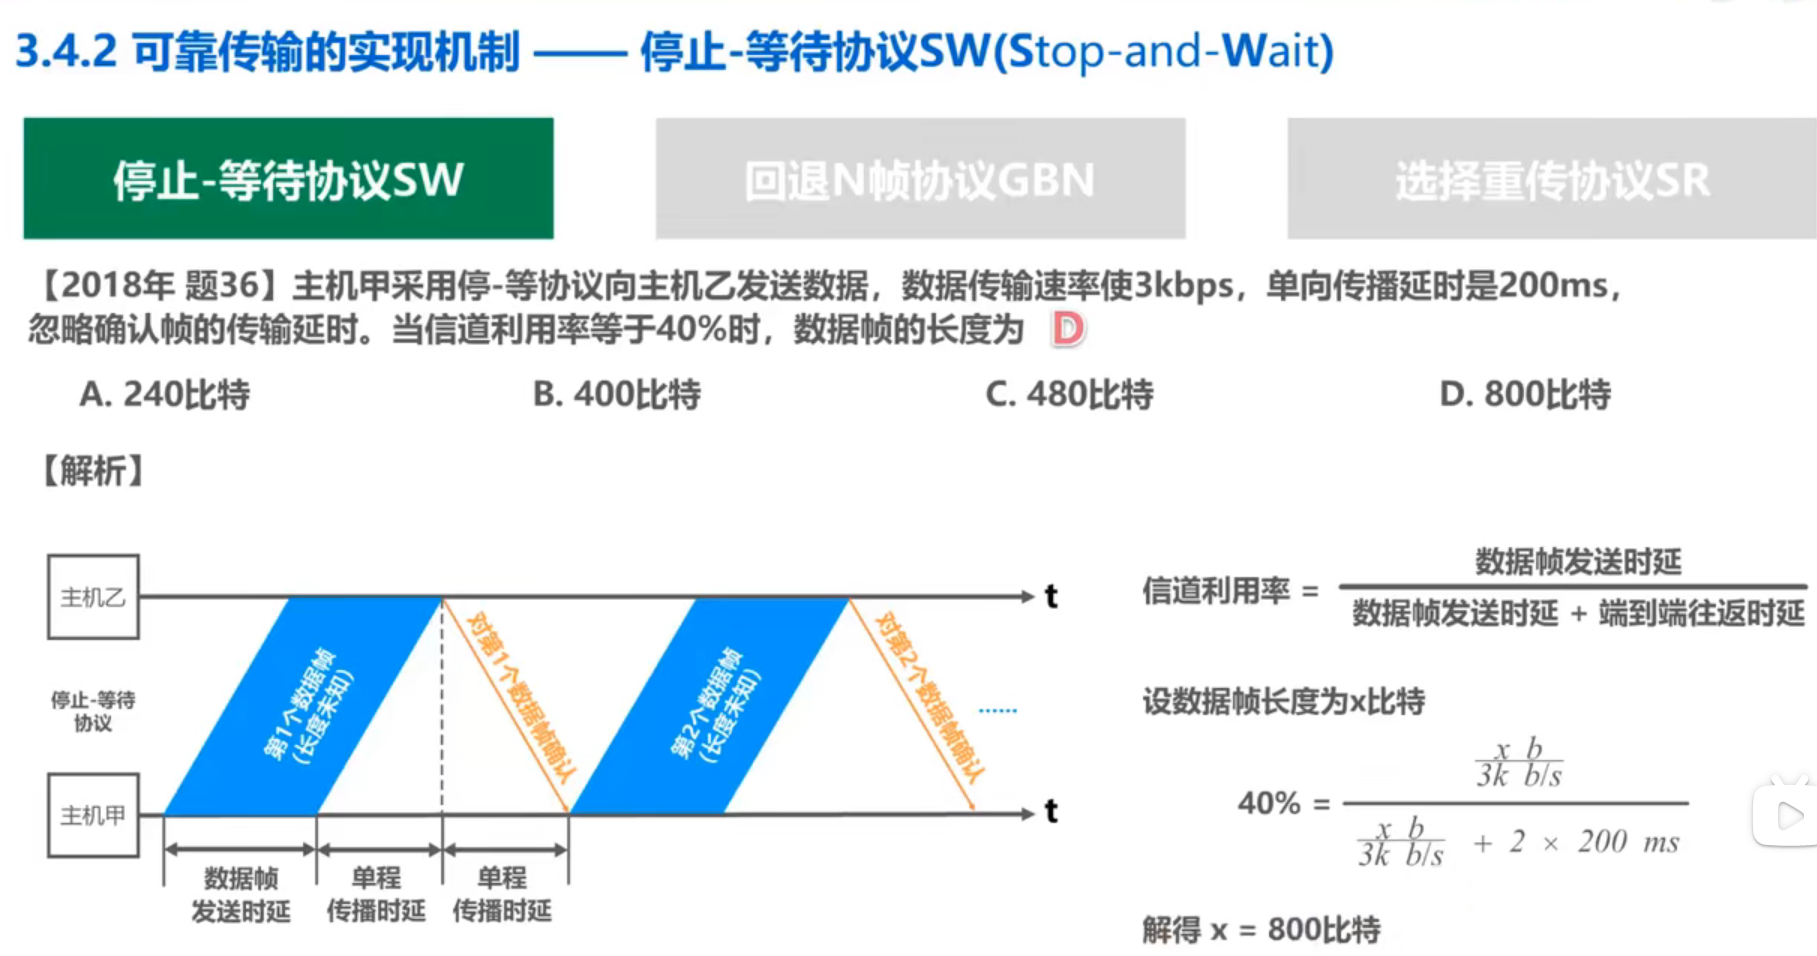 3.4.2 可靠传输的实现机制 —— 停止-等待协议SW(Stop-and-Wait)
停止-等待协议SW
回退N帧协议GBN
选择重传协议SR
【2018年 题36】主机甲采用停-等协议向主机乙发送数据，数据传输速率使3kbps，单向传播延时是200ms，
忽略确认帧的传输延时。当信道利用率等于40%时，数据帧的长度为 D
A. 240比特
B. 400比特
C. 480比特
D. 800比特
【解析】
主机乙
t
停止-等待
协议
第1个数据帧
(长度未知)
对第1个数据帧确认
第2个数据帧
(长度未知)
对第2个数据帧确认
......
主机甲
t
数据帧
发送时延
单程
传播时延
单程
传播时延
数据帧发送时延
信道利用率 =
数据帧发送时延 + 端到端往返时延
设数据帧长度为x比特
x b
3k b/s
40% =
x b
3k b/s
+ 2 × 200 ms
解得 x = 800比特